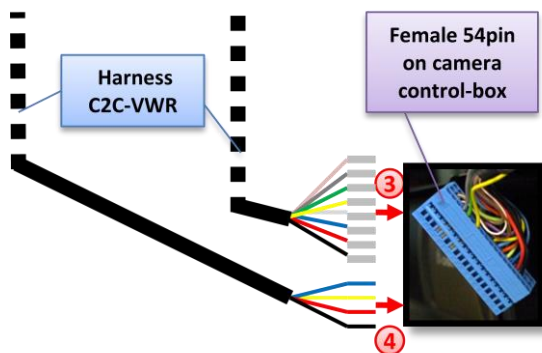 Female 54pin
on camera
control-box
Harness
C2C-VWR
3
4